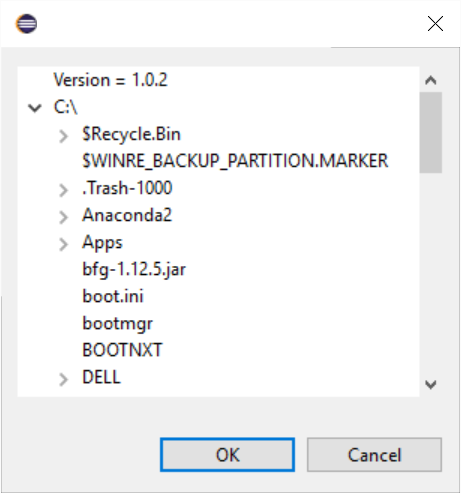 Version = 1.0.2
C:\
$Recycle.Bin
$WINRE_BACKUP_PARTITION.MARKER
.Trash-1000
Anaconda2
Apps
bfg-1.12.5.jar
boot.ini
bootmgr
BOOTNXT
DELL
OK Cancel